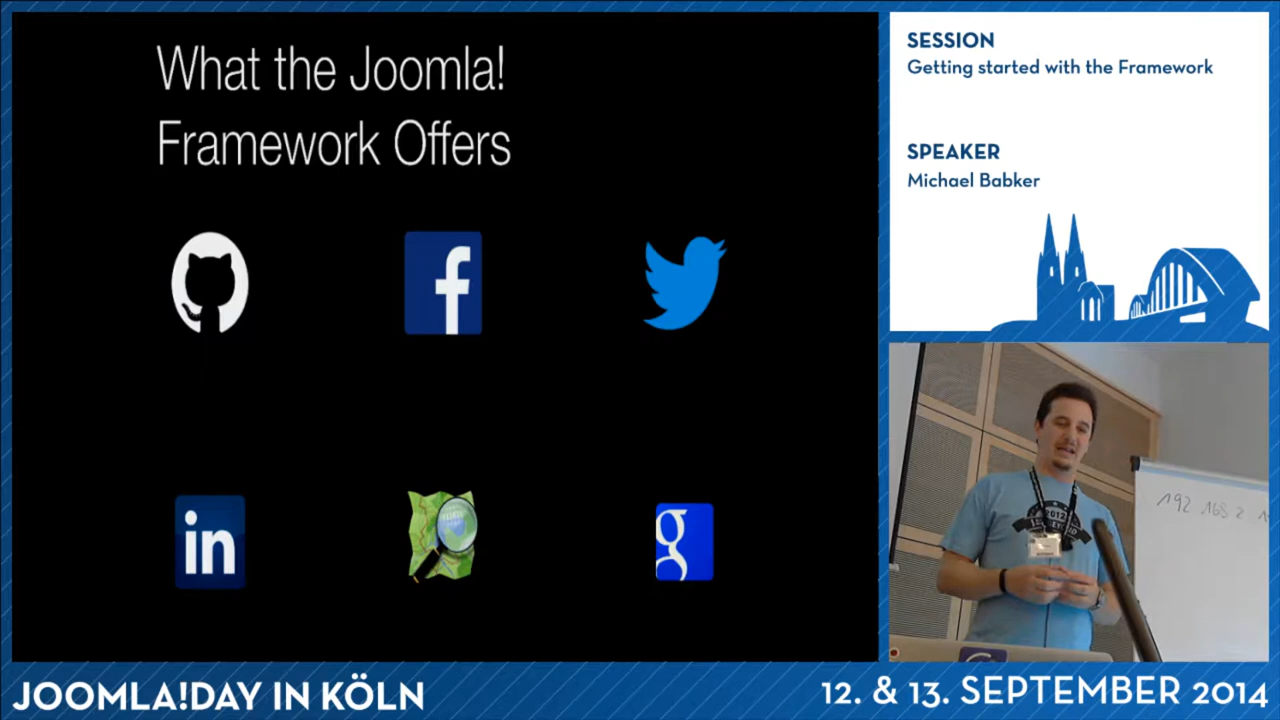 What the Joomla!
Framework Offers
SESSION
Getting started with the Framework
SPEAKER
Michael Babker
f
in
g
2012
192 168 2
JOOMLA!DAY IN KÖLN
12. & 13. SEPTEMBER 2014